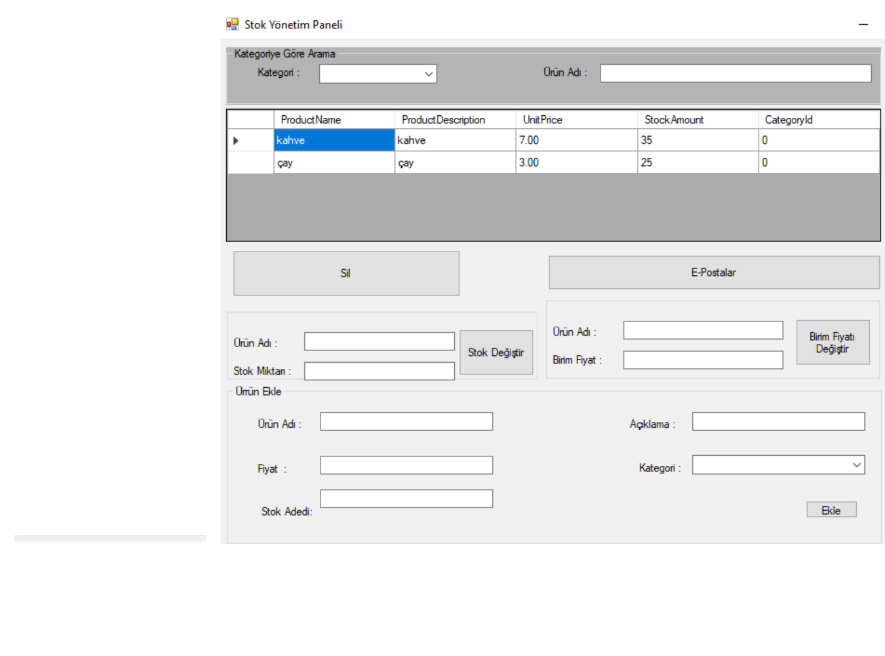 Stok Yönetim Paneli
Kategoriye Göre Arama
Kategori :
Ürün Adı :
ProductName ProductDescription UnitPrice StockAmount CategoryId
kahve kahve 7.00 35 0
çay çay 3.00 25 0
Sil
E-Postalar
Ürün Adı :
Stok Miktarı :
Stok Değiştir
Ürün Adı :
Birim Fiyat :
Birim Fiyatı
Değiştir
Ürün Ekle
Ürün Adı :
Açıklama :
Fiyat :
Kategori :
Stok Adedi:
Ekle